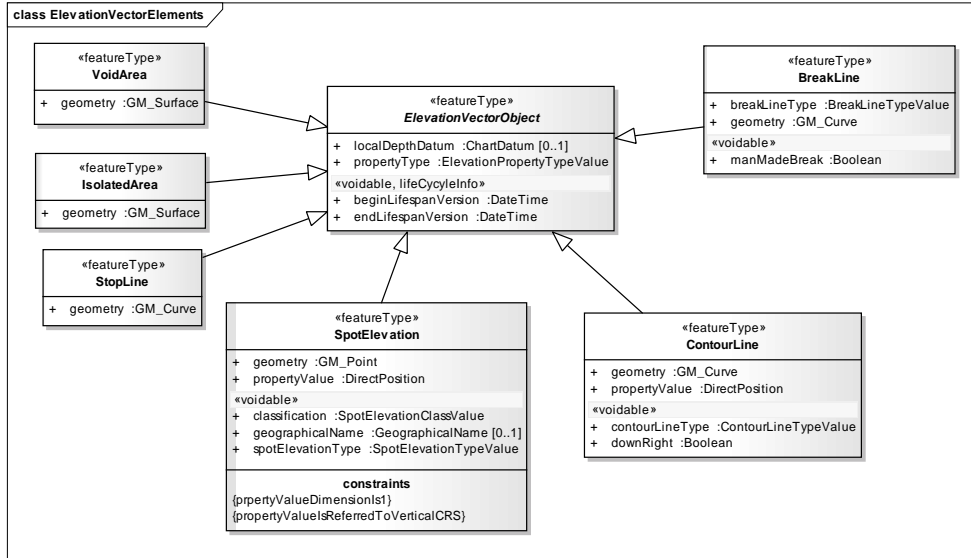 class ElevationVectorElements
«featureType»
VoidArea
+ geometry :GM_Surface
«featureType»
IsolatedArea
+ geometry :GM_Surface
«featureType»
StopLine
+ geometry :GM_Curve
«featureType»
ElevationVectorObject
+ localDepthDatum :ChartDatum [0..1]
+ propertyType :ElevationPropertyTypeValue
«voidable, lifeCycyleInfo»
+ beginLifespanVersion :DateTime
+ endLifespanVersion :DateTime
«featureType»
BreakLine
+ breakLineType :BreakLineTypeValue
+ geometry :GM_Curve
«voidable»
+ manMadeBreak :Boolean
«featureType»
SpotElevation
+ geometry :GM_Point
+ propertyValue :DirectPosition
«voidable»
+ classification :SpotElevationClassValue
+ geographicalName :GeographicalName [0..1]
+ spotElevationType :SpotElevationTypeValue
constraints
{prpertyValueDimensionIs1}
{propertyValueIsReferredToVerticalCRS}
«featureType»
ContourLine
+ geometry :GM_Curve
+ propertyValue :DirectPosition
«voidable»
+ contourLineType :ContourLineTypeValue
+ downRight :Boolean